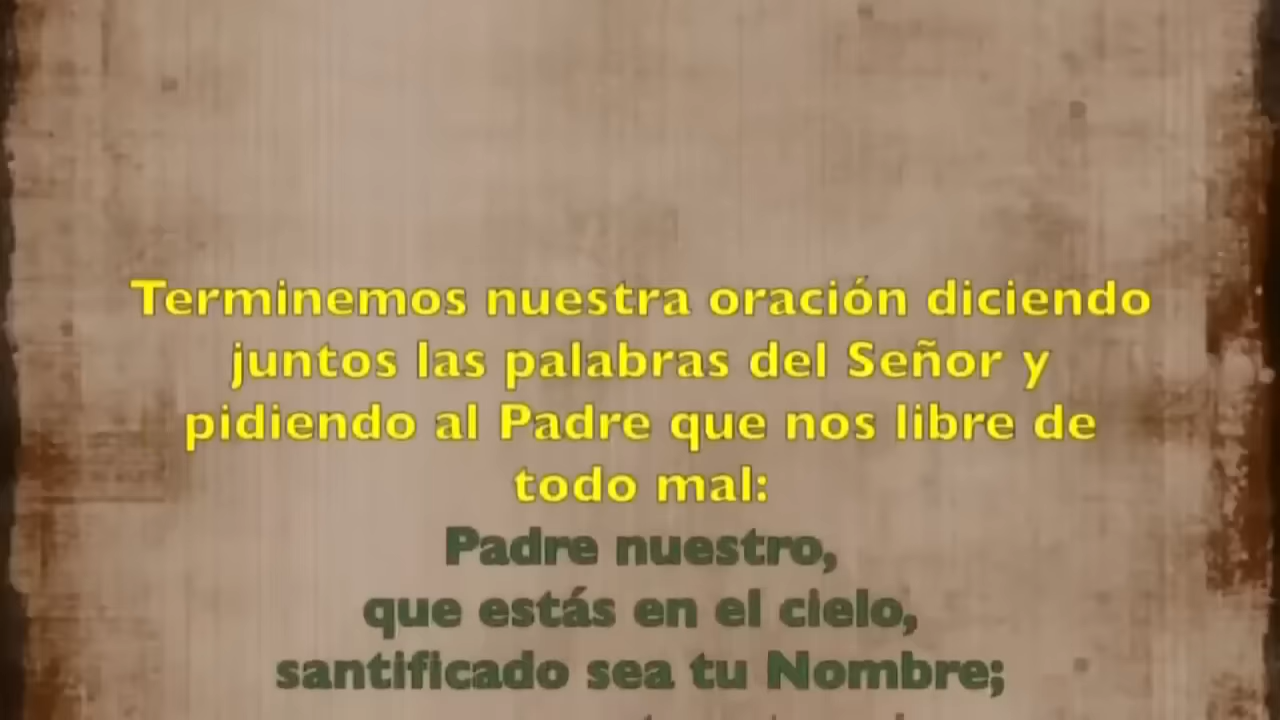 Terminemos nuestra oración diciendo
juntos las palabras del Señor y
pidiendo al Padre que nos libre de
todo mal:
Padre nuestro,
que estás en el cielo,
santificado sea tu Nombre;